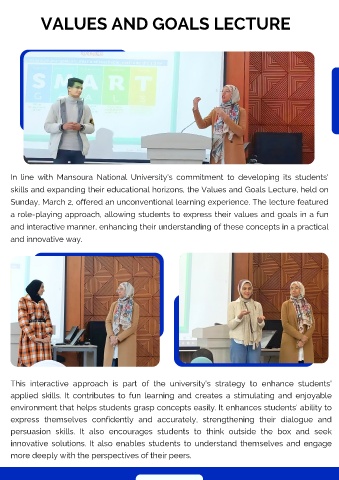 VALUES AND GOALS LECTURE
SMART
In line with Mansoura National University's commitment to developing its students'
skills and expanding their educational horizons, the Values and Goals Lecture, held on
Sunday, March 2, offered an unconventional learning experience. The lecture featured
a role-playing approach, allowing students to express their values and goals in a fun
and interactive manner, enhancing their understanding of these concepts in a practical
and innovative way.
This interactive approach is part of the university's strategy to enhance students'
applied skills. It contributes to fun learning and creates a stimulating and enjoyable
environment that helps students grasp concepts easily. It enhances students' ability to
express themselves confidently and accurately, strengthening their dialogue and
persuasion skills. It also encourages students to think outside the box and seek
innovative solutions. It also enables students to understand themselves and engage
more deeply with the perspectives of their peers.